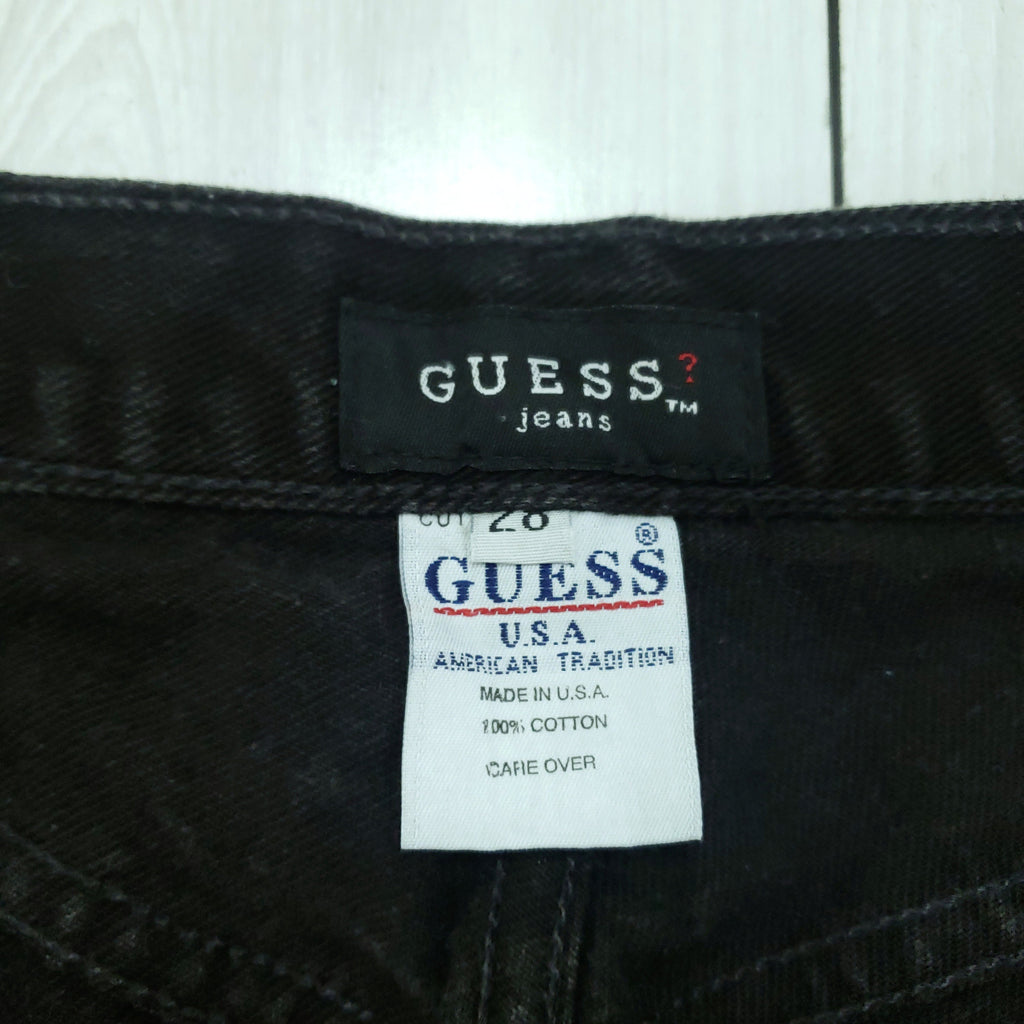 GUESS?
jeans™
CUT 28
GUESS®
U.S.A.
AMERICAN TRADITION
MADE IN U.S.A.
100% COTTON
CARE OVER